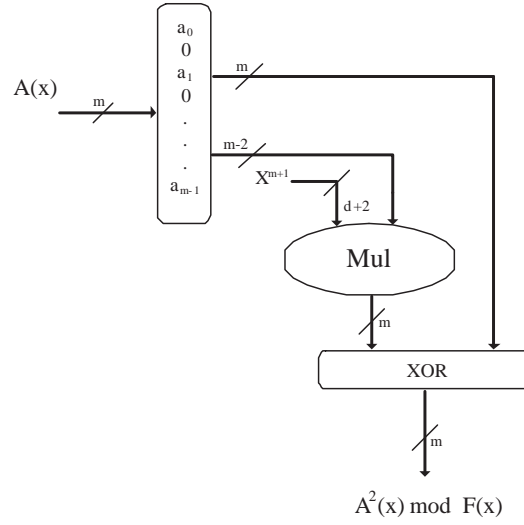 a₀
0
A(x)
m
a₁
m
0
.
.
.
m-2
Xᵐ⁺¹
aₘ₋₁
d+2
Mul
m
XOR
m
A²(x) mod F(x)